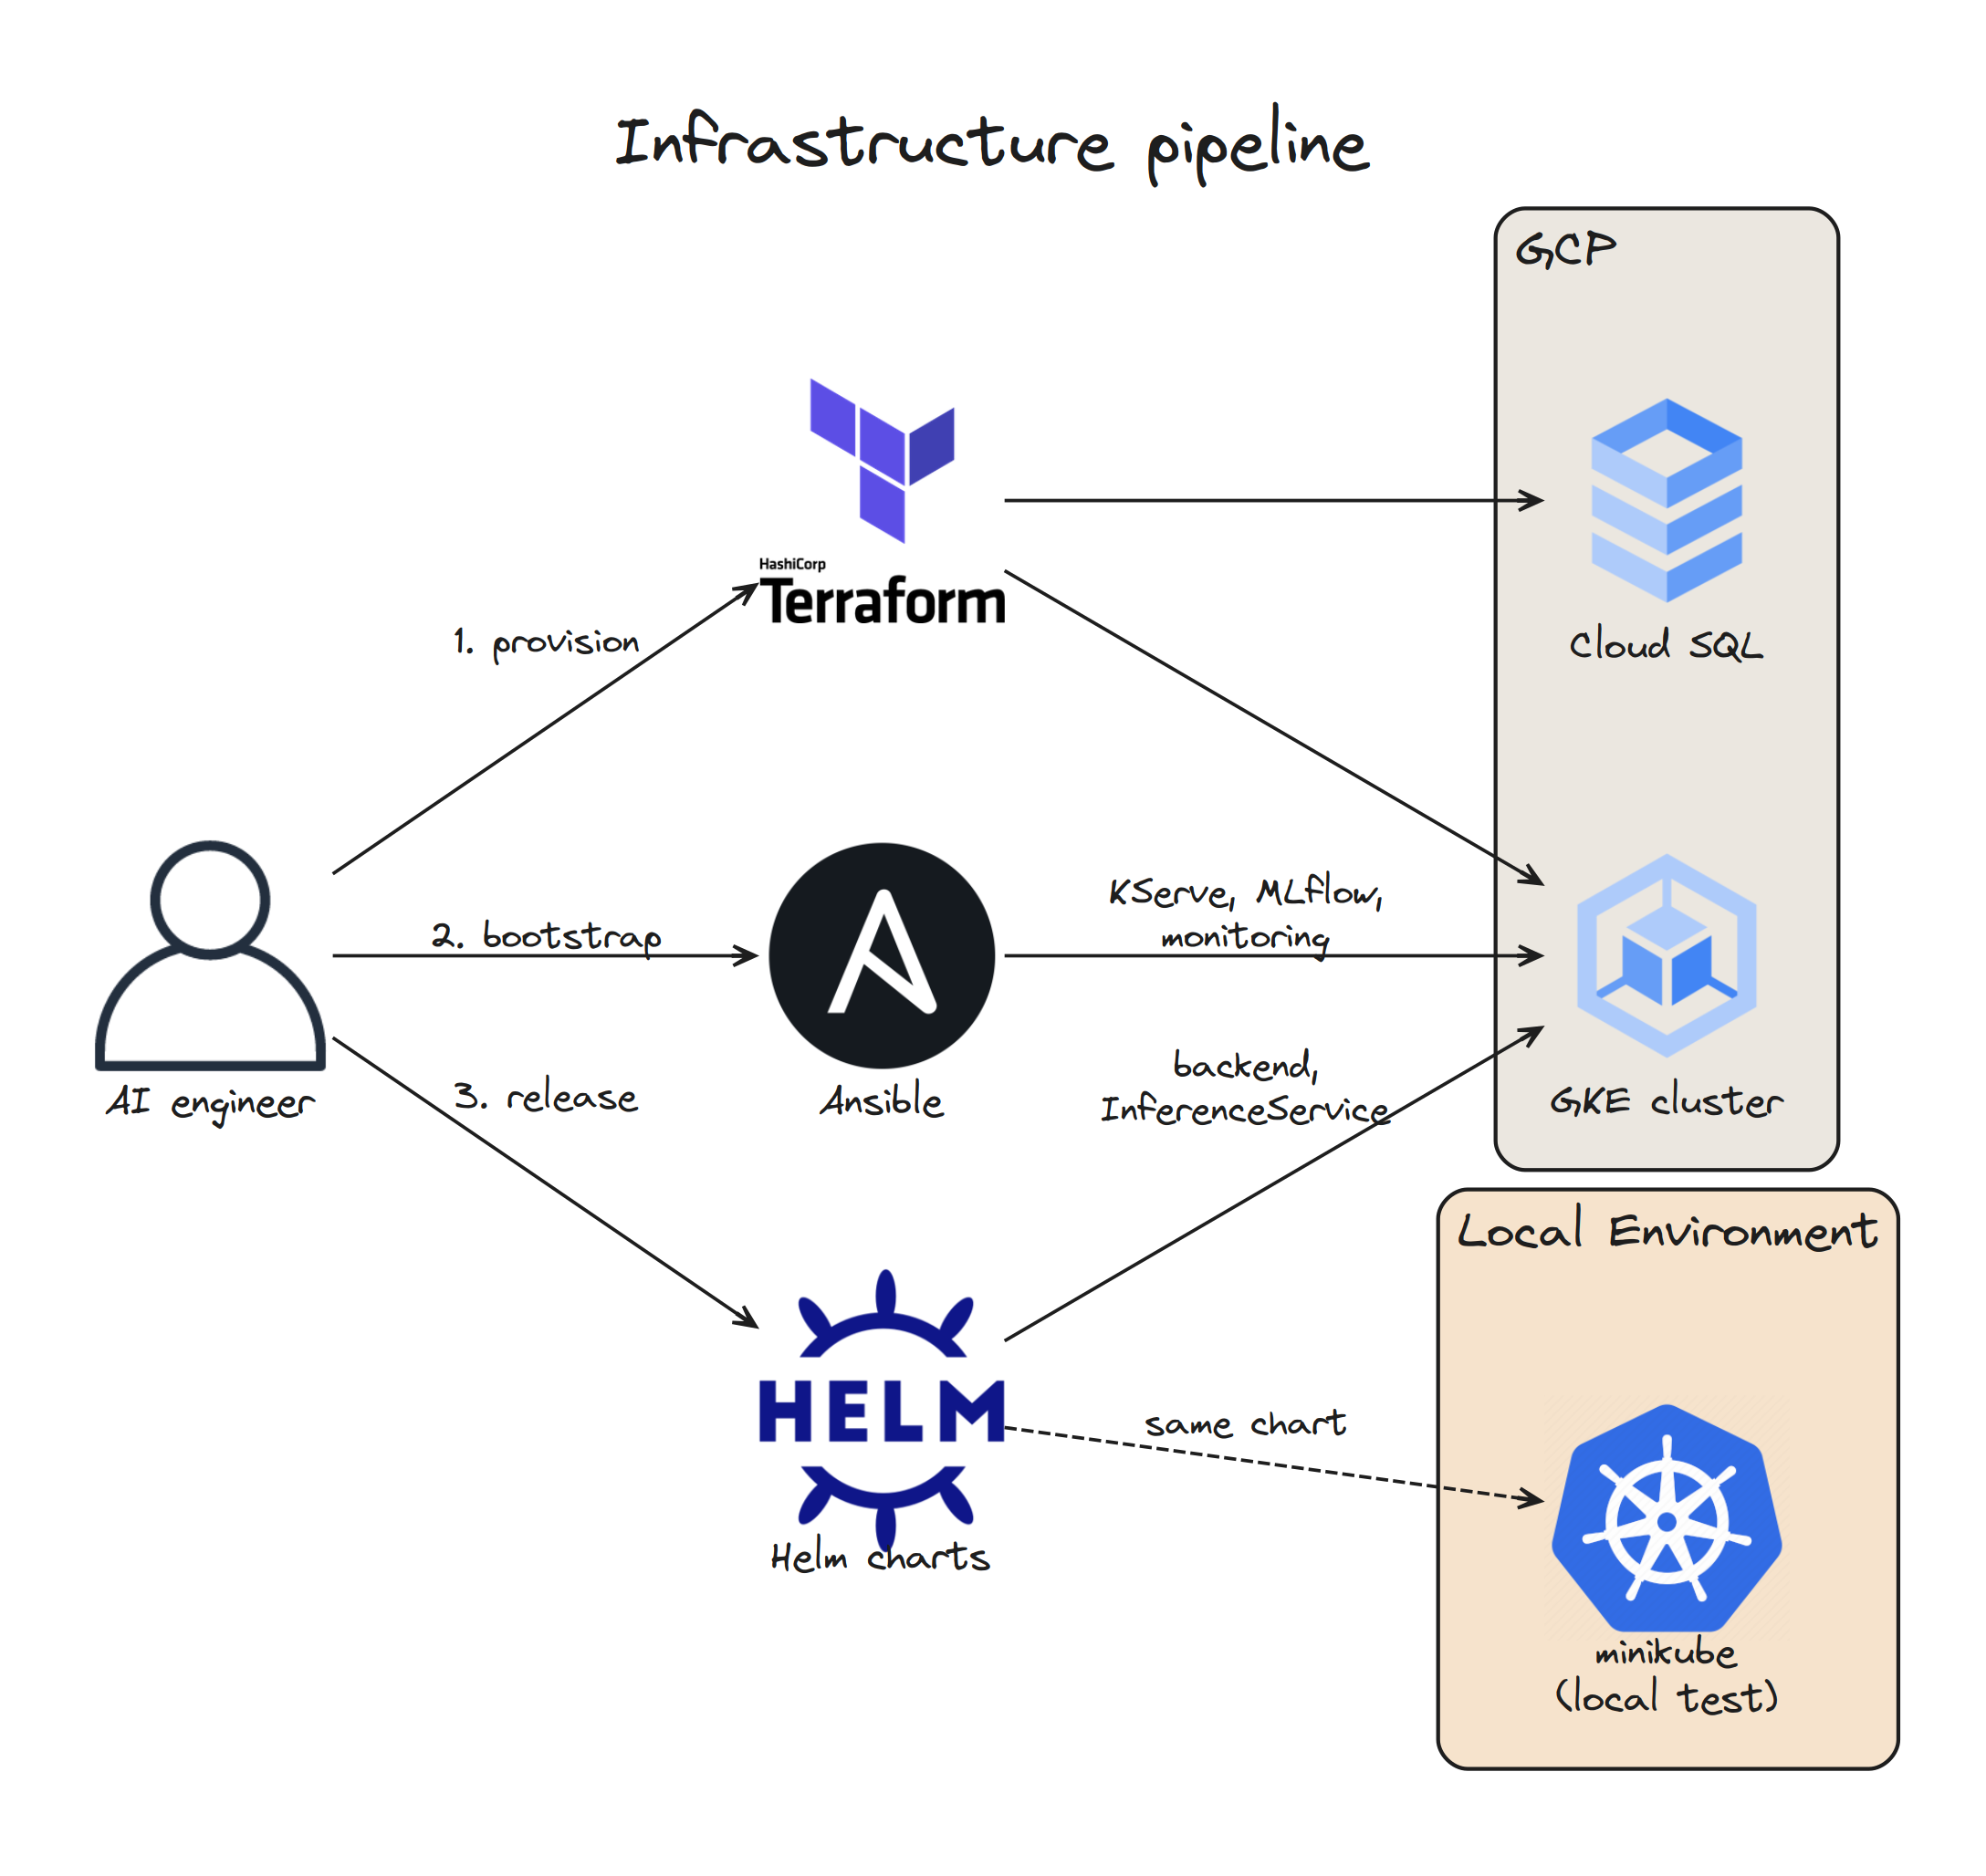 Infrastructure pipeline
GCP
HashiCorp
Terraform
Cloud SQL
1. provision
KServe, MLflow,
monitoring
2. bootstrap
backend,
InferenceService
AI engineer
3. release
Ansible
GKE cluster
Local Environment
HELM
same chart
Helm charts
minikube
(local test)